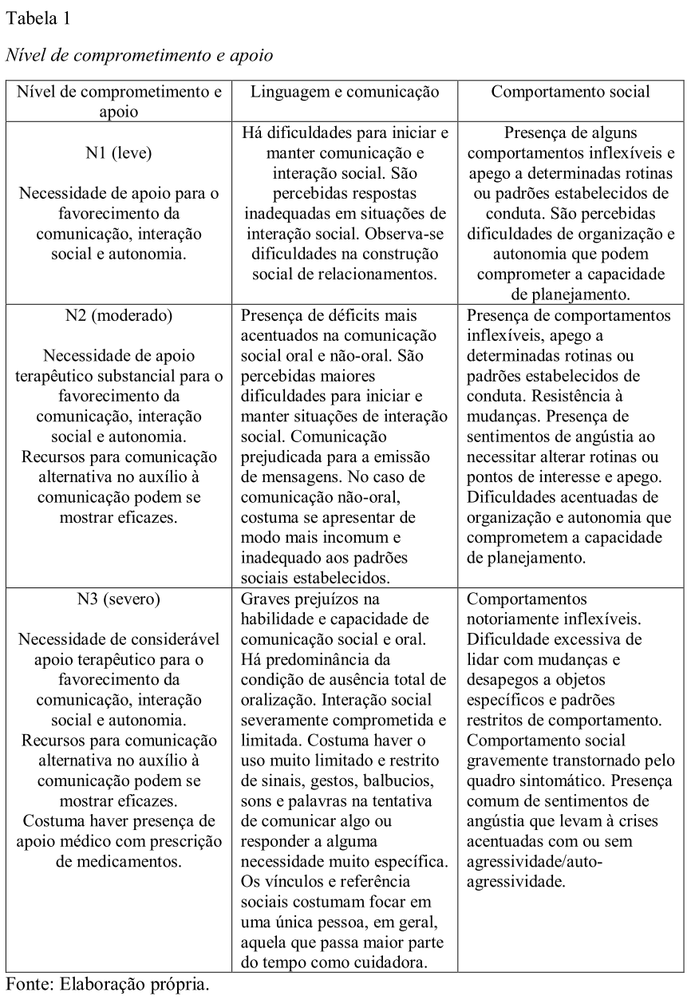 Tabela 1
Nível de comprometimento e apoio
Nível de comprometimento e
apoio
Linguagem e comunicação
Comportamento social
N1 (leve)
Necessidade de apoio para o
favorecimento da
comunicação, interação
social e autonomia.
Há dificuldades para iniciar e
manter comunicação e
interação social. São
percebidas respostas
inadequadas em situações de
interação social. Observa-se
dificuldades na construção
social de relacionamentos.
Presença de alguns
comportamentos inflexíveis e
apego a determinadas rotinas
ou padrões estabelecidos de
conduta. São percebidas
dificuldades de organização e
autonomia que podem
comprometer a capacidade
de planejamento.
N2 (moderado)
Necessidade de apoio
terapêutico substancial para o
favorecimento da
comunicação, interação
social e autonomia.
Recursos para comunicação
alternativa no auxílio à
comunicação podem se
mostrar eficazes.
Presença de déficits mais
acentuados na comunicação
social oral e não-oral. São
percebidas maiores
dificuldades para iniciar e
manter situações de interação
social. Comunicação
prejudicada para a emissão
de mensagens. No caso de
comunicação não-oral,
costuma se apresentar de
modo mais incomum e
inadequado aos padrões
sociais estabelecidos.
Presença de comportamentos
inflexíveis, apego a
determinadas rotinas ou
padrões estabelecidos de
conduta. Resistência à
mudanças. Presença de
sentimentos de angústia ao
necessitar alterar rotinas ou
pontos de interesse e apego.
Dificuldades acentuadas de
organização e autonomia que
comprometem a capacidade
de planejamento.
N3 (severo)
Necessidade de considerável
apoio terapêutico para o
favorecimento da
comunicação, interação
social e autonomia.
Recursos para comunicação
alternativa no auxílio à
comunicação podem se
mostrar eficazes.
Costuma haver presença de
apoio médico com prescrição
de medicamentos.
Graves prejuízos na
habilidade e capacidade de
comunicação social e oral.
Há predominância da
condição de ausência total de
oralização. Interação social
severamente comprometida e
limitada. Costuma haver o
uso muito limitado e restrito
de sinais, gestos, balbucios,
sons e palavras na tentativa
de comunicar algo ou
responder a alguma
necessidade muito específica.
Os vínculos e referência
sociais costumam focar em
uma única pessoa, em geral,
aquela que passa maior parte
do tempo como cuidadora.
Comportamentos
notoriamente inflexíveis.
Dificuldade excessiva de
lidar com mudanças e
desapegos a objetos
específicos e padrões
restritos de comportamento.
Comportamento social
gravemente transtornado pelo
quadro sintomático. Presença
comum de sentimentos de
angústia que levam à crises
acentuadas com ou sem
agressividade/auto-
agressividade.
Fonte: Elaboração própria.